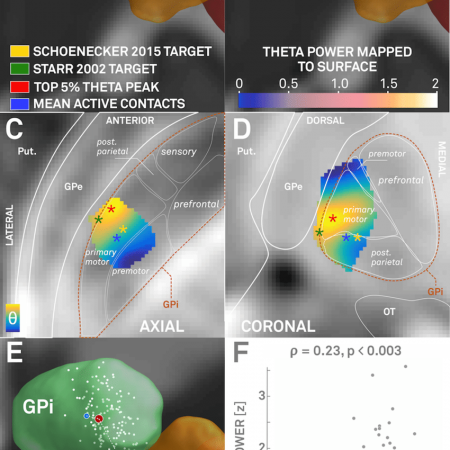 SCHOENECKER 2015 TARGET
STARR 2002 TARGET
TOP 5% THETA PEAK
MEAN ACTIVE CONTACTS
THETA POWER MAPPED
TO SURFACE
0 0.5 1.0 1.5 2
C
ANTERIOR
Put.
post.
parietal
sensory
GPe
prefrontal
LATERAL
primary
motor
premotor
GPi
θ
AXIAL
D
DORSAL
Put.
premotor
MEDIAL
GPe
prefrontal
primary
motor
post.
parietal
GPi
OT
CORONAL
E
GPi
F
ρ = 0.23, p < 0.003
3
2
OWER [z]